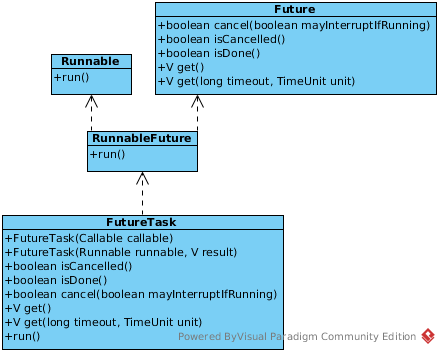 Future
+boolean cancel(boolean mayInterruptIfRunning)
+boolean isCancelled()
+boolean isDone()
+V get()
+V get(long timeout, TimeUnit unit)
Runnable
+run()
RunnableFuture
+run()
FutureTask
+FutureTask(Callable callable)
+FutureTask(Runnable runnable, V result)
+boolean isCancelled()
+boolean isDone()
+boolean cancel(boolean mayInterruptIfRunning)
+V get()
+V get(long timeout, TimeUnit unit)
+run()
Powered ByVisual Paradigm Community Edition